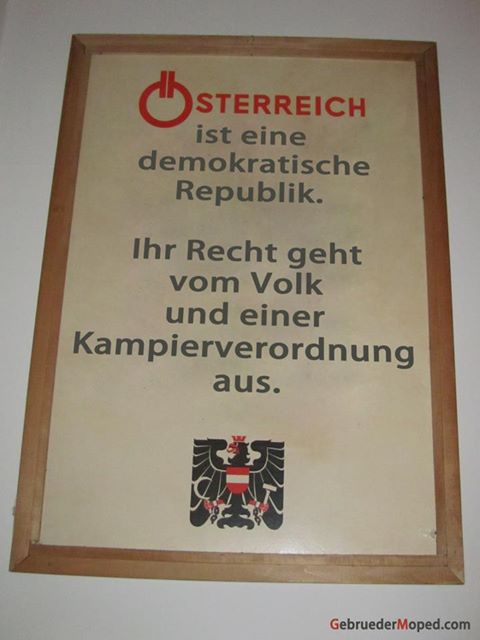 ÖSTERREICH
ist eine
demokratische
Republik.
Ihr Recht geht
vom Volk
und einer
Kampierverordnung
aus.
GebruederMoped.com